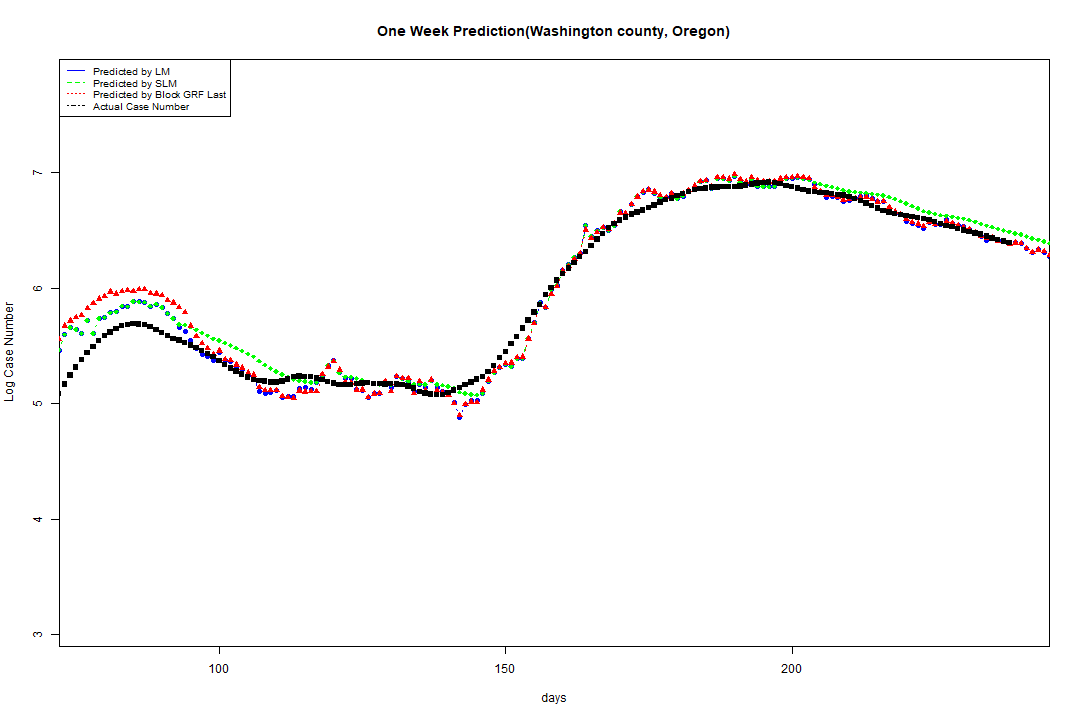 One Week Prediction(Washington county, Oregon)
Predicted by LM
Predicted by SLM
Predicted by Block GRF Last
Actual Case Number
7
6
5
4
3
Log Case Number
100 150 200
days